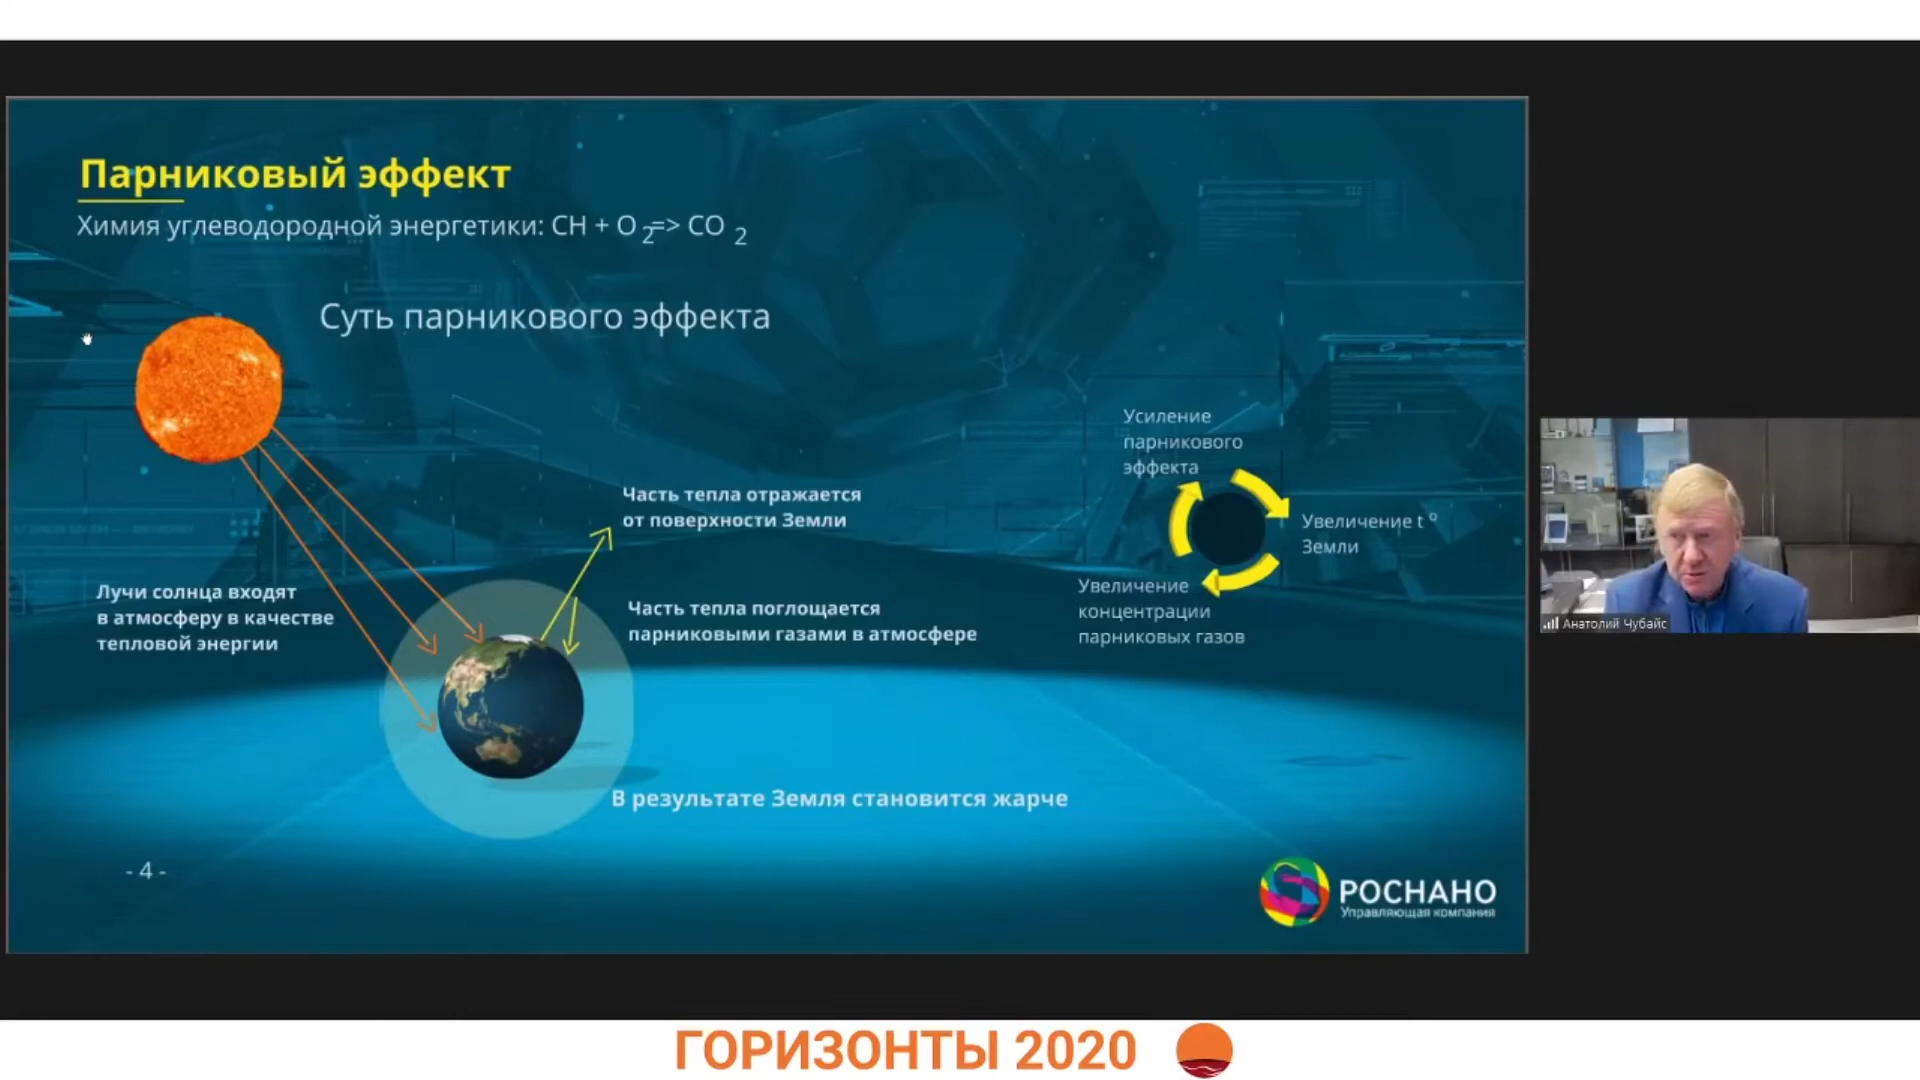 Парниковый эффект
Химия углеводородной энергетики: CH + O 2=> CO 2
Суть парникового эффекта
Усиление
парникового
эффекта
Часть тепла отражается
от поверхности Земли
Увеличение t º
Земли
Лучи солнца входят
в атмосферу в качестве
тепловой энергии
Часть тепла поглощается
парниковыми газами в атмосфере
Увеличение
концентрации
парниковых газов
Анатолий Чубайс
В результате Земля становится жарче
- 4 -
РОСНАНО
Управляющая компания
ГОРИЗОНТЫ 2020